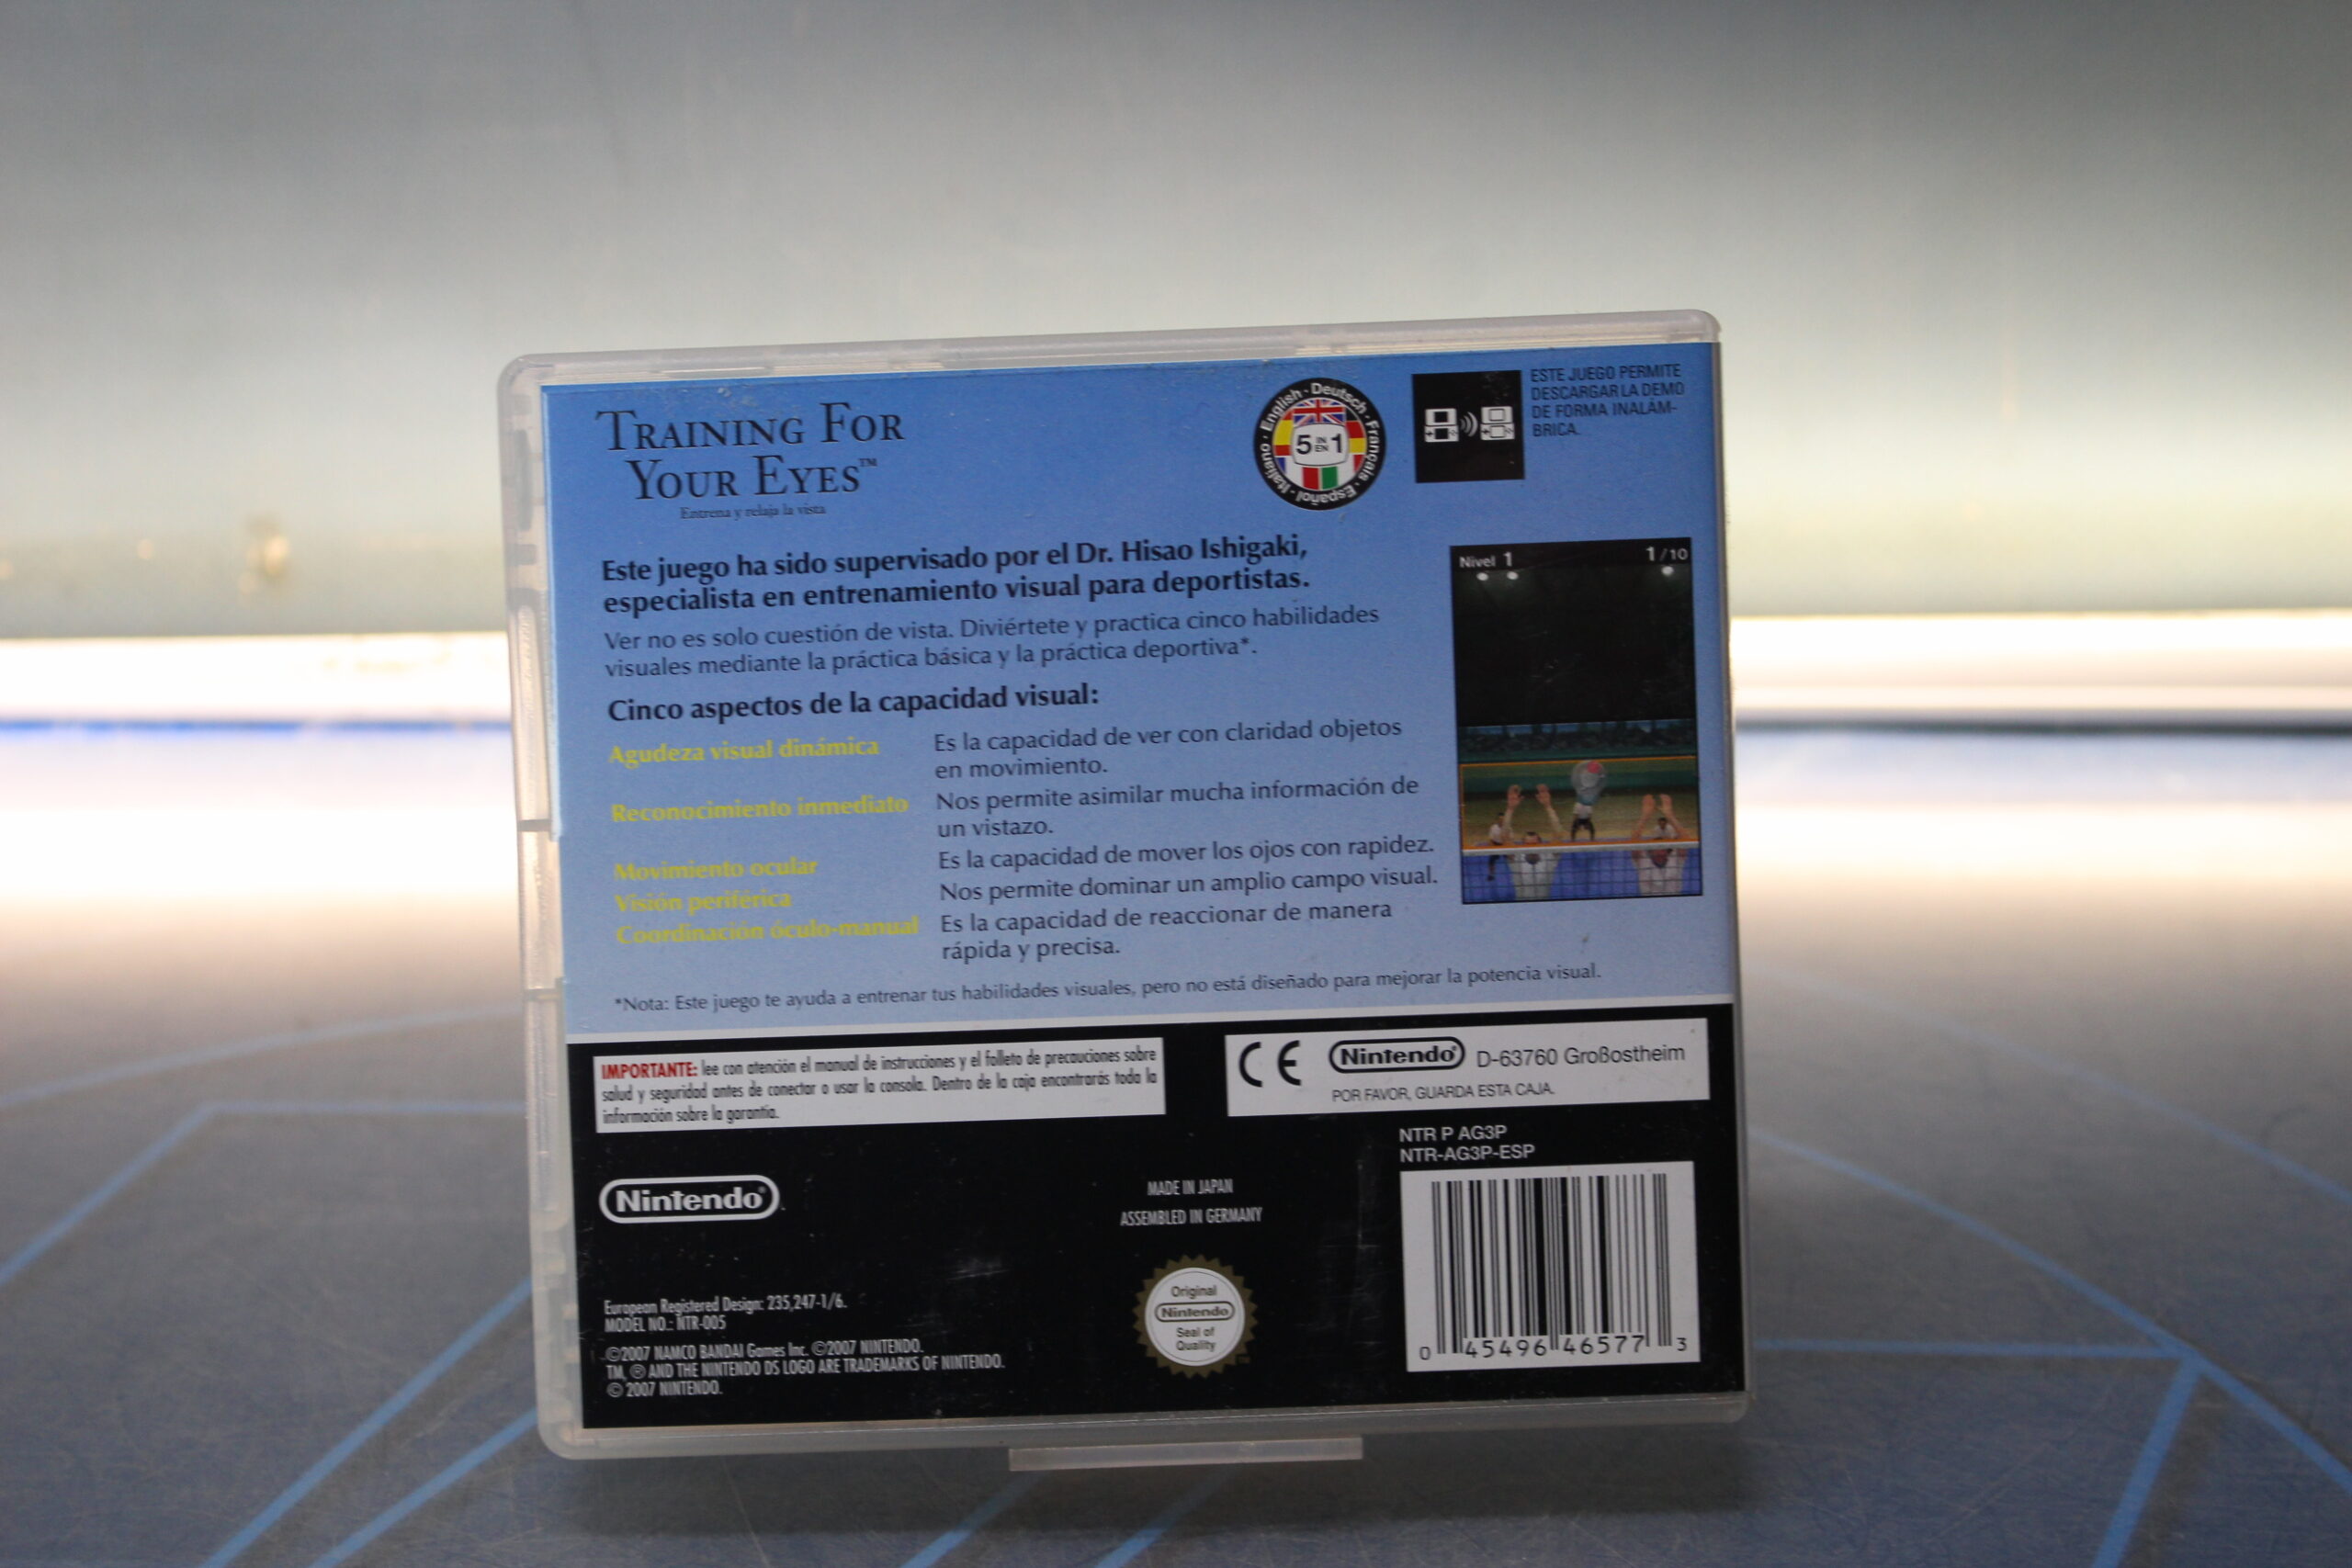 TRAINING FOR
YOUR EYES™
Entrena y relaja la vista
English · Deutsch · Français · Español · Italiano ·
5 IN EN 1
ESTE JUEGO PERMITE
DESCARGAR LA DEMO
DE FORMA INALÁM-
BRICA.
Este juego ha sido supervisado por el Dr. Hisao Ishigaki,
especialista en entrenamiento visual para deportistas.
Ver no es solo cuestión de vista. Diviértete y practica cinco habilidades
visuales mediante la práctica básica y la práctica deportiva*.
Nivel 1 1/10
Cinco aspectos de la capacidad visual:
Agudeza visual dinámica Es la capacidad de ver con claridad objetos
en movimiento.
Reconocimiento inmediato Nos permite asimilar mucha información de
un vistazo.
Movimiento ocular Es la capacidad de mover los ojos con rapidez.
Visión periférica Nos permite dominar un amplio campo visual.
Coordinación óculo-manual Es la capacidad de reaccionar de manera
rápida y precisa.
*Nota: Este juego te ayuda a entrenar tus habilidades visuales, pero no está diseñado para mejorar la potencia visual.
IMPORTANTE: lee con atención el manual de instrucciones y el folleto de precauciones sobre
salud y seguridad antes de conectar o usar la consola. Dentro de la caja encontrarás toda la
información sobre la garantía.
CE Nintendo® D-63760 Großostheim
POR FAVOR, GUARDA ESTA CAJA.
NTR P AG3P
NTR-AG3P-ESP
Nintendo®
MADE IN JAPAN
ASSEMBLED IN GERMANY
Original
Nintendo
Seal of
Quality
European Registered Design: 235,247-1/6.
MODEL NO.: NTR-005
©2007 NAMCO BANDAI Games Inc. ©2007 NINTENDO.
TM, ® AND THE NINTENDO DS LOGO ARE TRADEMARKS OF NINTENDO.
© 2007 NINTENDO.
0 45496 46577 3